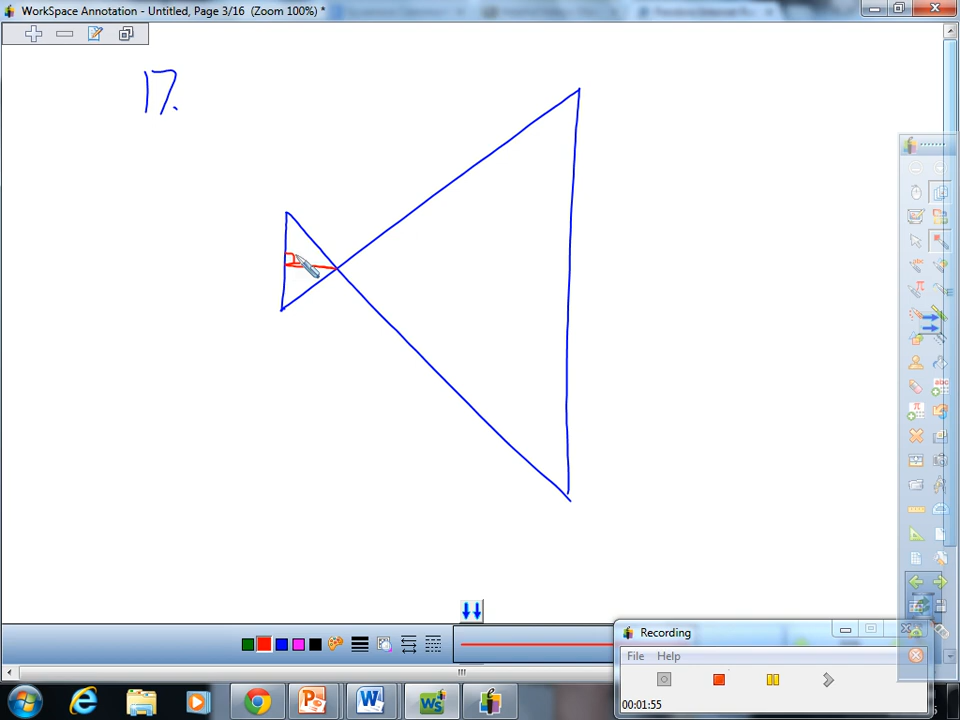 WorkSpace Annotation - Untitled, Page 3/16 (Zoom 100%) *
17.
Recording
File Help
00:01:55